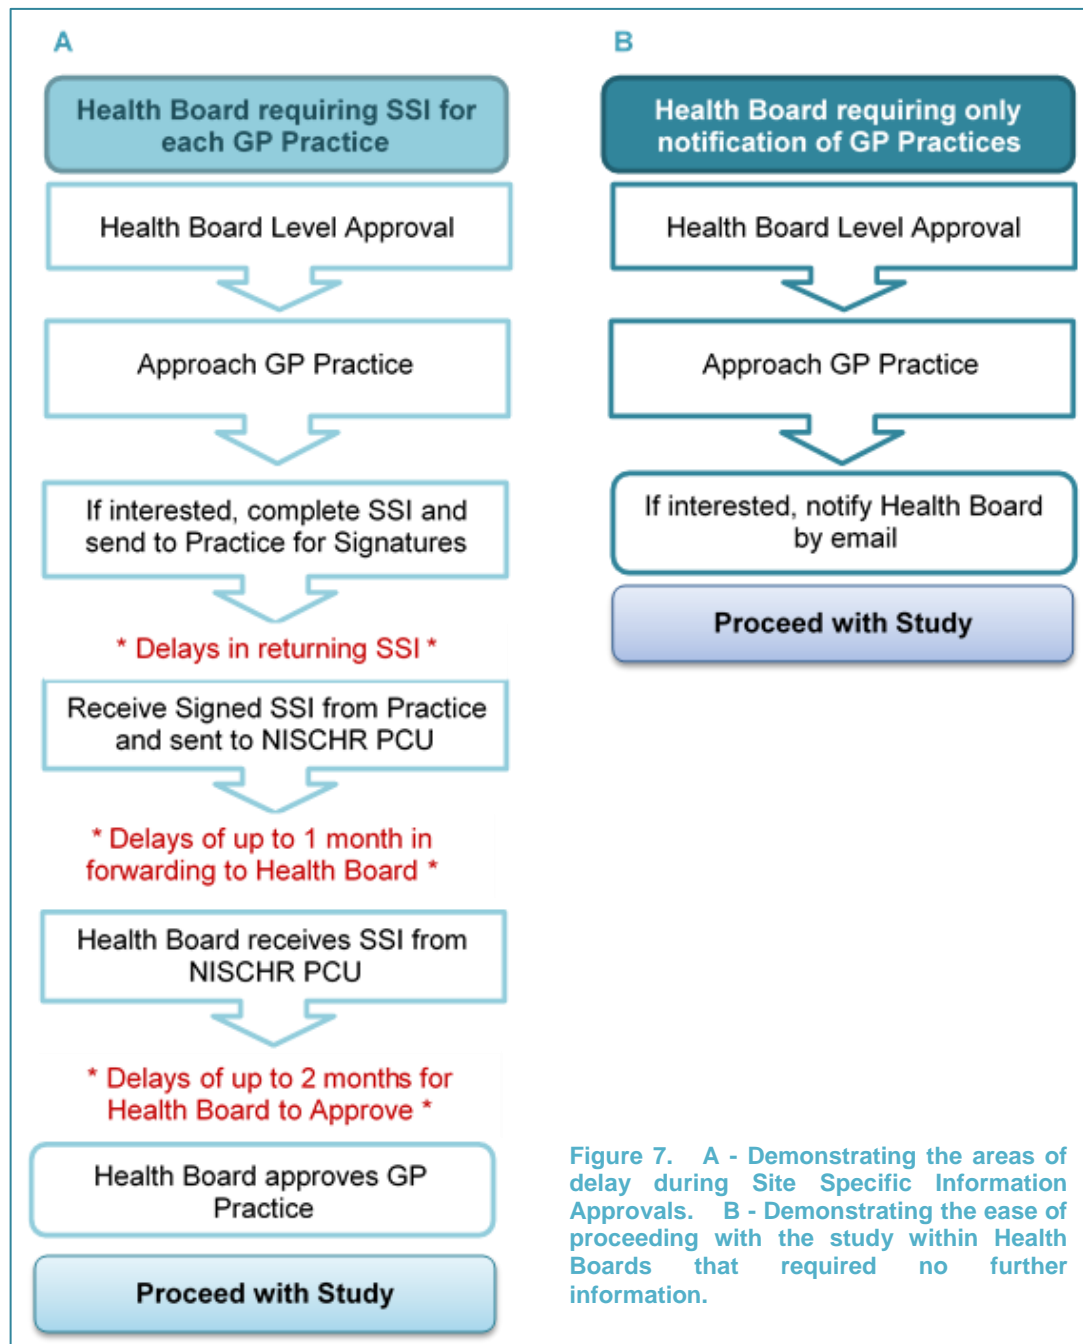 A
Health Board requiring SSI for
each GP Practice
Health Board Level Approval
Approach GP Practice
If interested, complete SSI and
send to Practice for Signatures
* Delays in returning SSI *
Receive Signed SSI from Practice
and sent to NISCHR PCU
* Delays of up to 1 month in
forwarding to Health Board *
Health Board receives SSI from
NISCHR PCU
* Delays of up to 2 months for
Health Board to Approve *
Health Board approves GP
Practice
Proceed with Study
B
Health Board requiring only
notification of GP Practices
Health Board Level Approval
Approach GP Practice
If interested, notify Health Board
by email
Proceed with Study
Figure 7. A - Demonstrating the areas of
delay during Site Specific Information
Approvals. B - Demonstrating the ease of
proceeding with the study within Health
Boards that required no further
information.